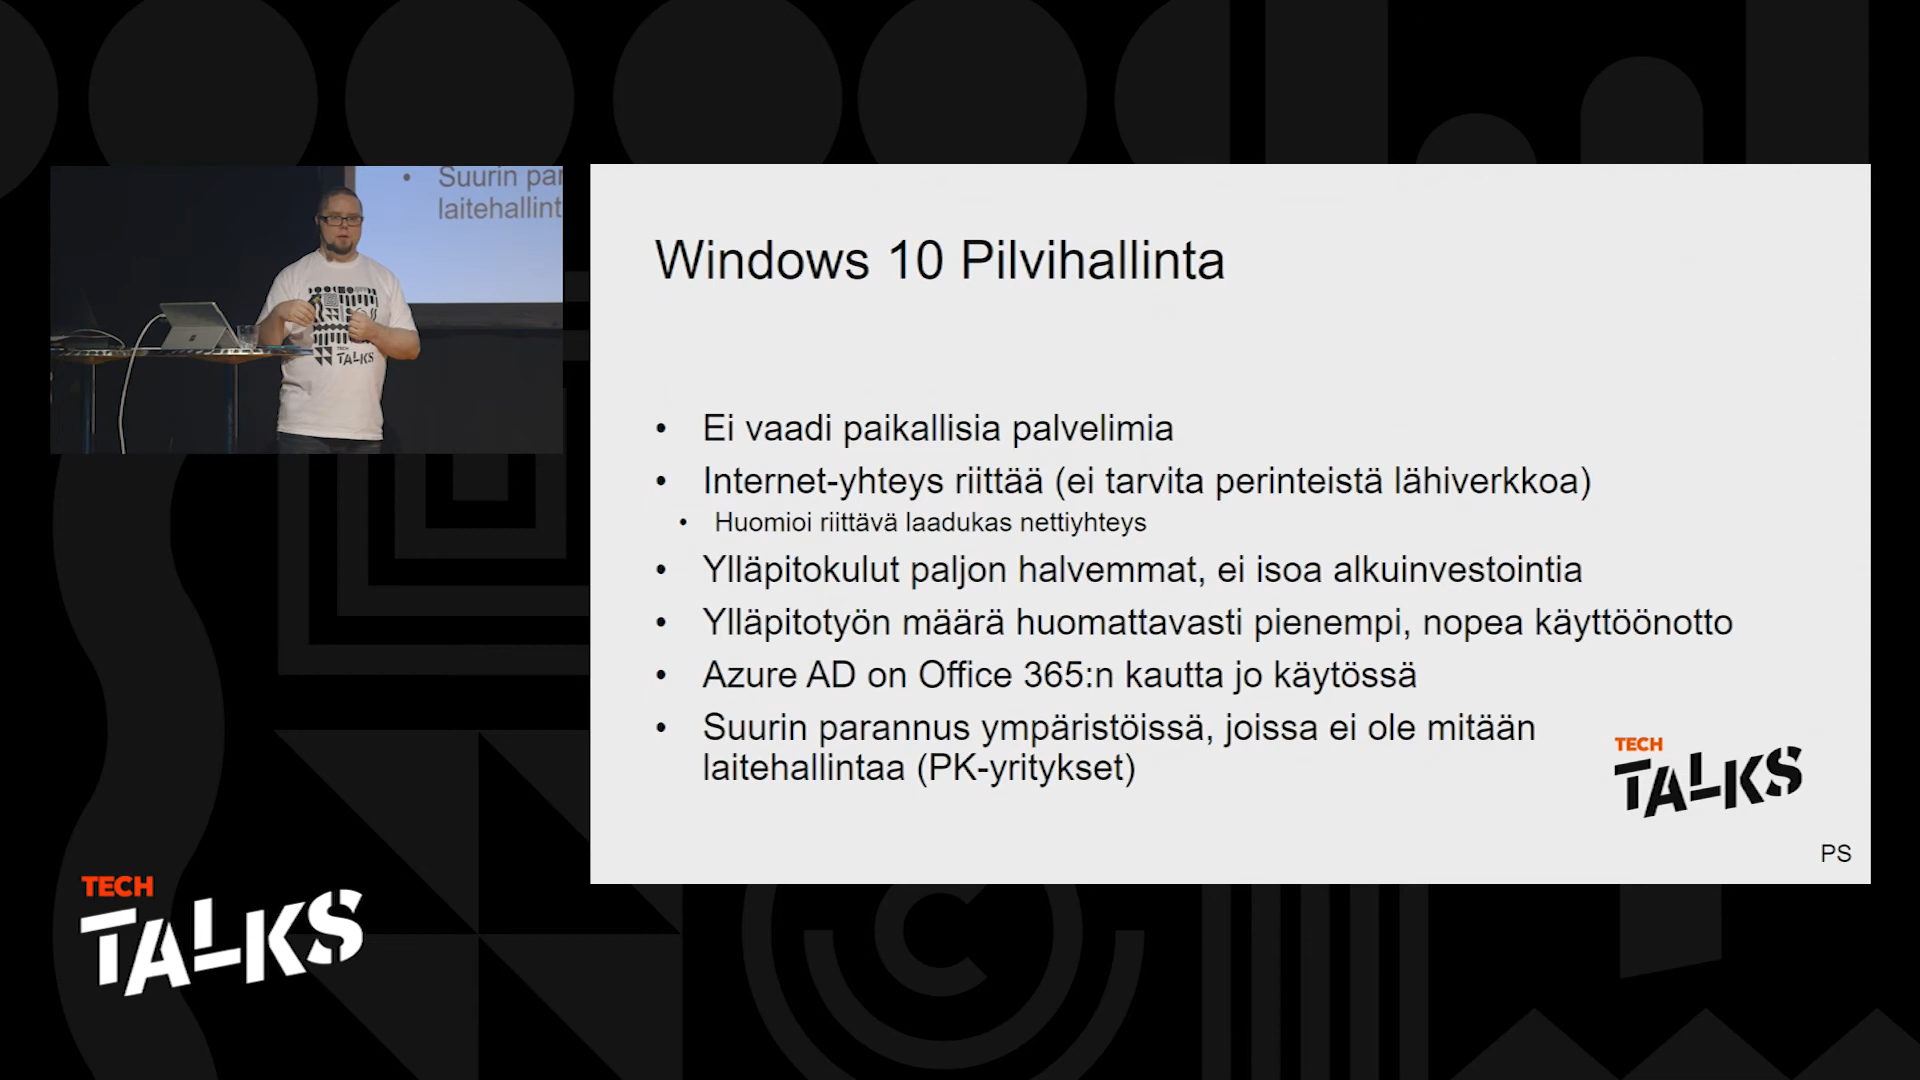 Suurin par
laitehallint
TECH
TALKS
Windows 10 Pilvihallinta
• Ei vaadi paikallisia palvelimia
• Internet-yhteys riittää (ei tarvita perinteistä lähiverkkoa)
• Huomioi riittävä laadukas nettiyhteys
• Ylläpitokulut paljon halvemmat, ei isoa alkuinvestointia
• Ylläpitotyön määrä huomattavasti pienempi, nopea käyttöönotto
• Azure AD on Office 365:n kautta jo käytössä
• Suurin parannus ympäristöissä, joissa ei ole mitään
laitehallintaa (PK-yritykset)
TECH
TALKS
PS
TECH
TALKS